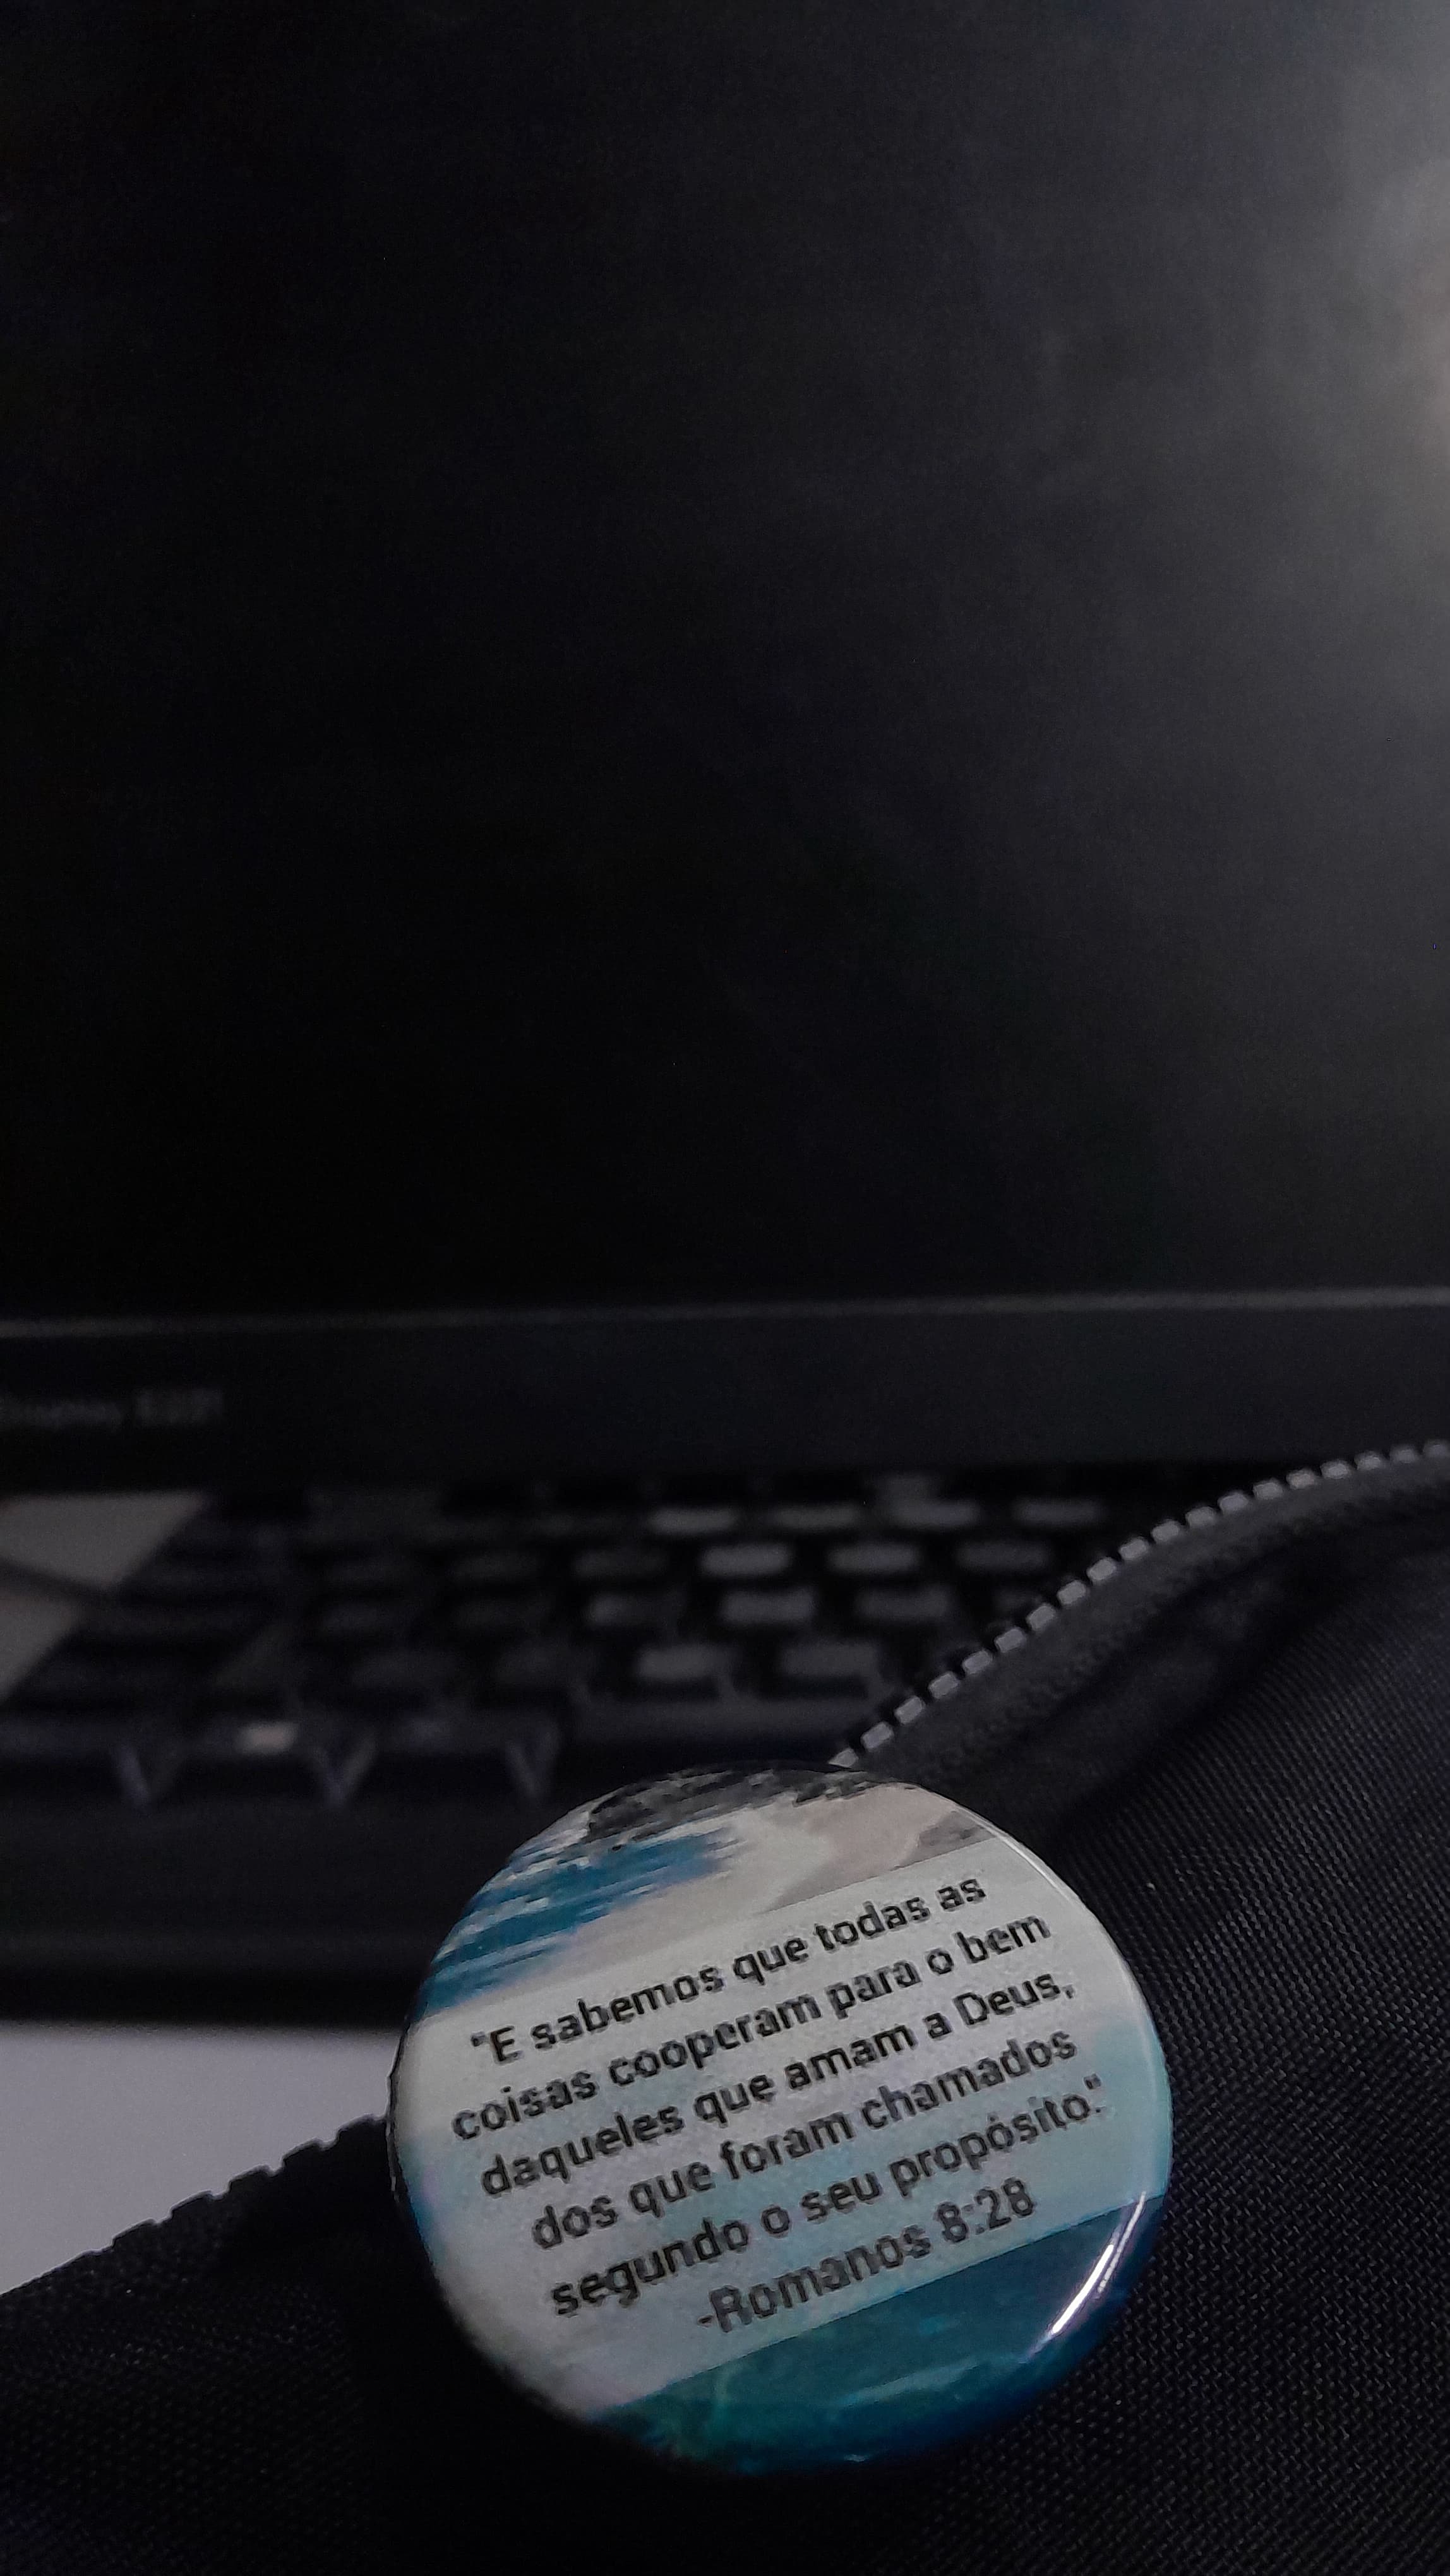 "E sabemos que todas as
coisas cooperam para o bem
daqueles que amam a Deus,
dos que foram chamados
segundo o seu propósito."
-Romanos 8:28